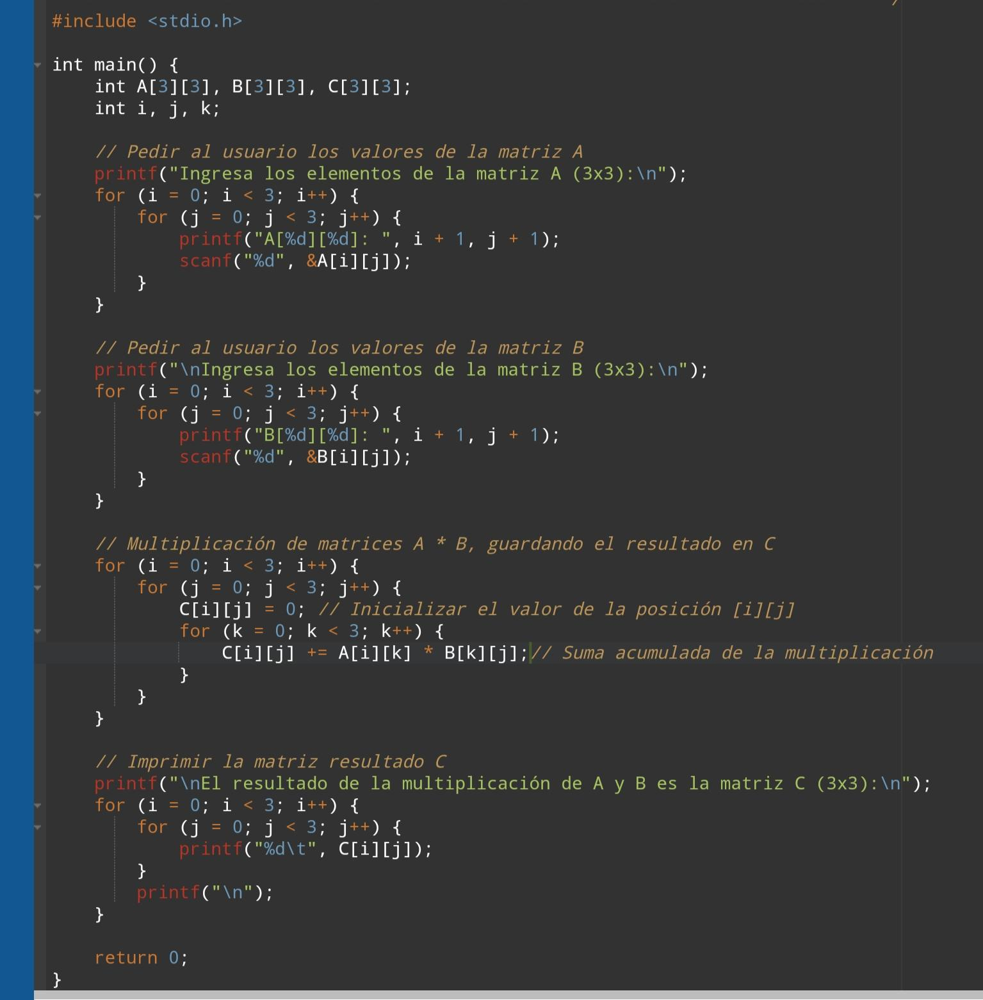 #include <stdio.h>

int main() {
    int A[3][3], B[3][3], C[3][3];
    int i, j, k;

    // Pedir al usuario los valores de la matriz A
    printf("Ingresa los elementos de la matriz A (3x3):\n");
    for (i = 0; i < 3; i++) {
        for (j = 0; j < 3; j++) {
            printf("A[%d][%d]: ", i + 1, j + 1);
            scanf("%d", &A[i][j]);
        }
    }

    // Pedir al usuario los valores de la matriz B
    printf("\nIngresa los elementos de la matriz B (3x3):\n");
    for (i = 0; i < 3; i++) {
        for (j = 0; j < 3; j++) {
            printf("B[%d][%d]: ", i + 1, j + 1);
            scanf("%d", &B[i][j]);
        }
    }

    // Multiplicación de matrices A * B, guardando el resultado en C
    for (i = 0; i < 3; i++) {
        for (j = 0; j < 3; j++) {
            C[i][j] = 0; // Inicializar el valor de la posición [i][j]
            for (k = 0; k < 3; k++) {
                C[i][j] += A[i][k] * B[k][j];// Suma acumulada de la multiplicación
            }
        }
    }

    // Imprimir la matriz resultado C
    printf("\nEl resultado de la multiplicación de A y B es la matriz C (3x3):\n");
    for (i = 0; i < 3; i++) {
        for (j = 0; j < 3; j++) {
            printf("%d\t", C[i][j]);
        }
        printf("\n");
    }

    return 0;
}